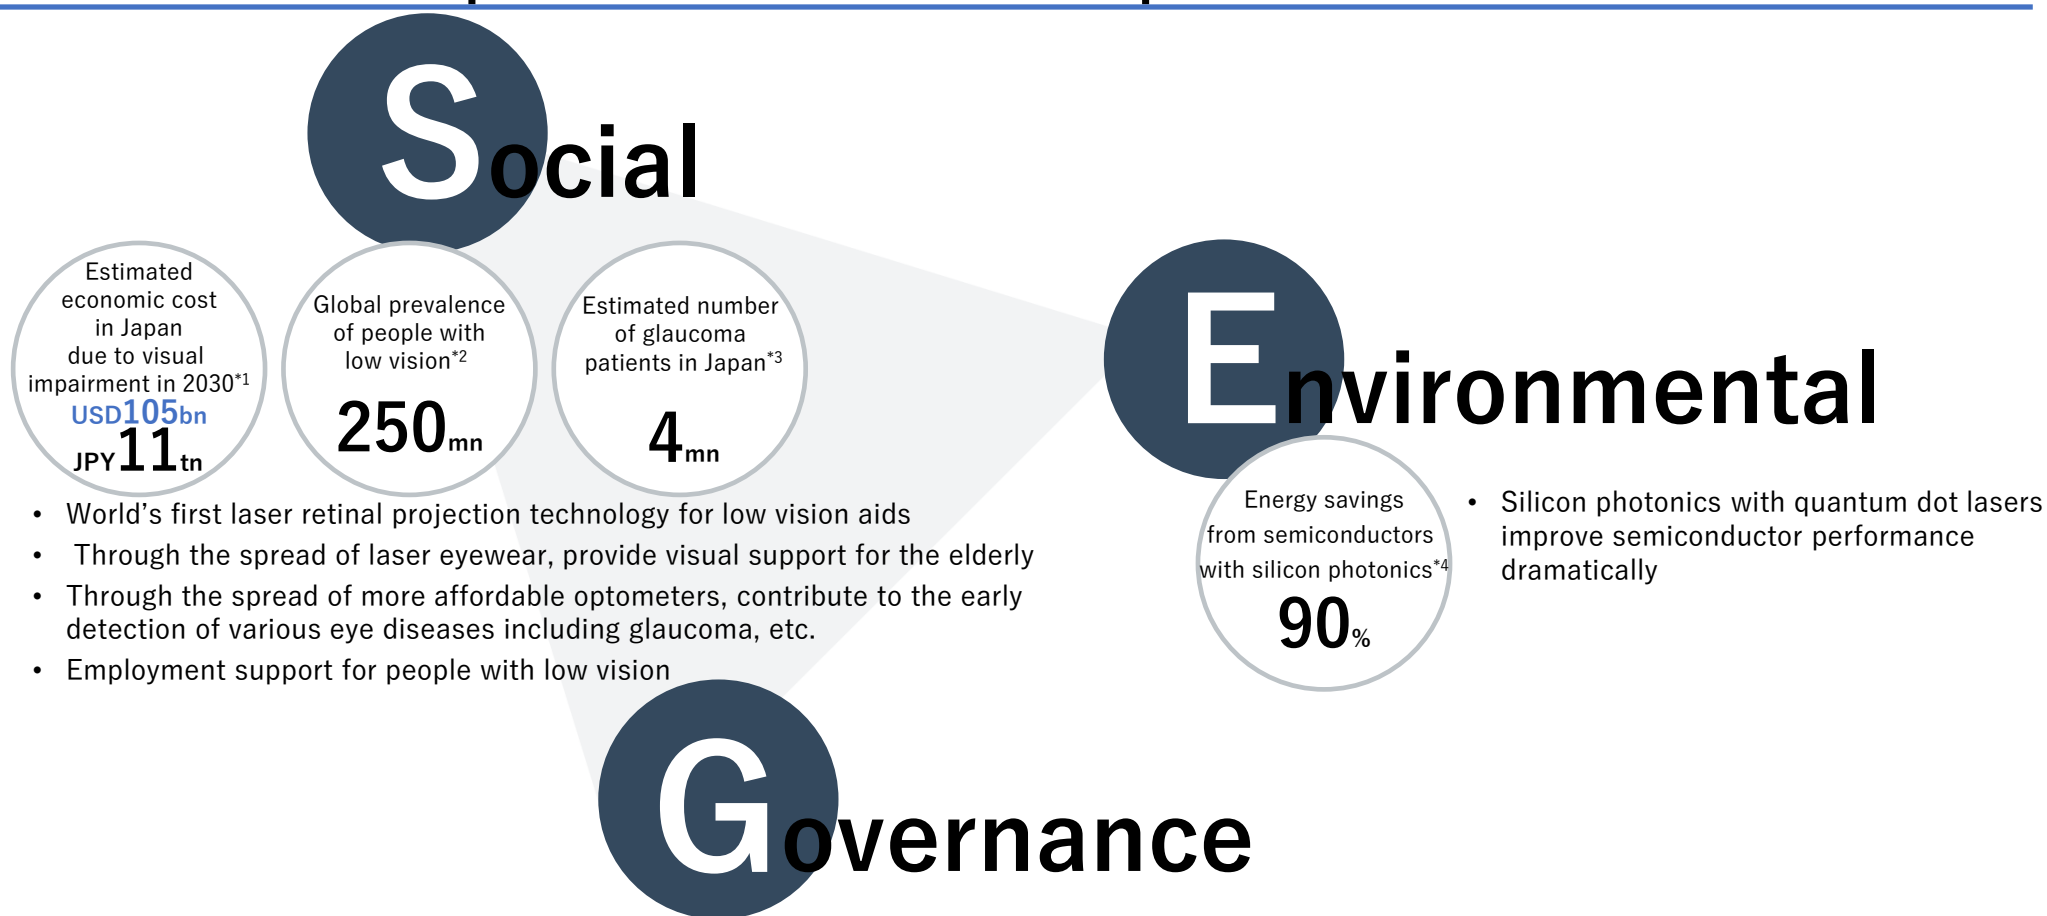 Social
Estimated
economic cost
in Japan
due to visual
impairment in 2030*1
USD105bn
JPY11tn
Global prevalence
of people with
low vision*2
250mn
Estimated number
of glaucoma
patients in Japan*3
4mn
• World's first laser retinal projection technology for low vision aids
• Through the spread of laser eyewear, provide visual support for the elderly
• Through the spread of more affordable optometers, contribute to the early
detection of various eye diseases including glaucoma, etc.
• Employment support for people with low vision
Environmental
Energy savings
from semiconductors
with silicon photonics*4
90%
• Silicon photonics with quantum dot lasers
improve semiconductor performance
dramatically
Governance